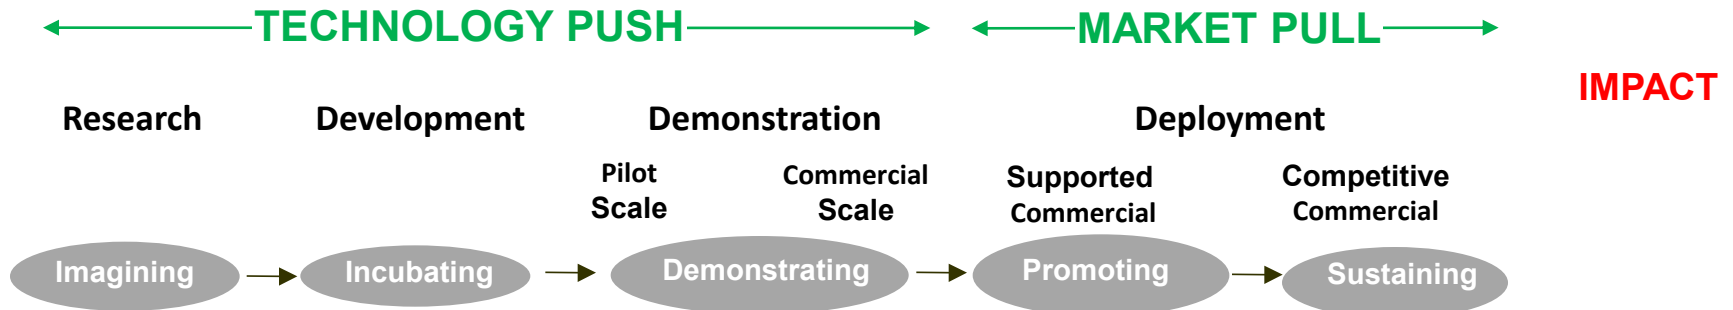 TECHNOLOGY PUSH MARKET PULL
IMPACT
Research Development Demonstration Deployment
Pilot Scale
Commercial Scale
Supported Commercial
Competitive Commercial
Imagining Incubating Demonstrating Promoting Sustaining